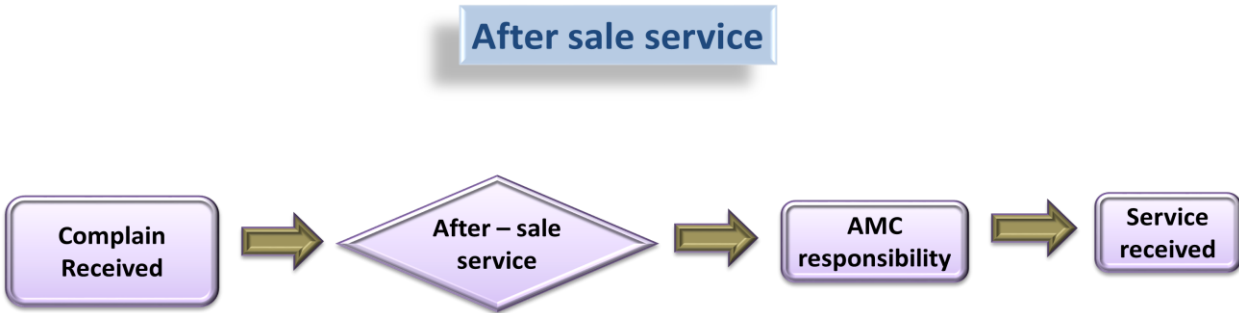 After sale service
Complain
Received
After – sale
service
AMC
responsibility
Service
received